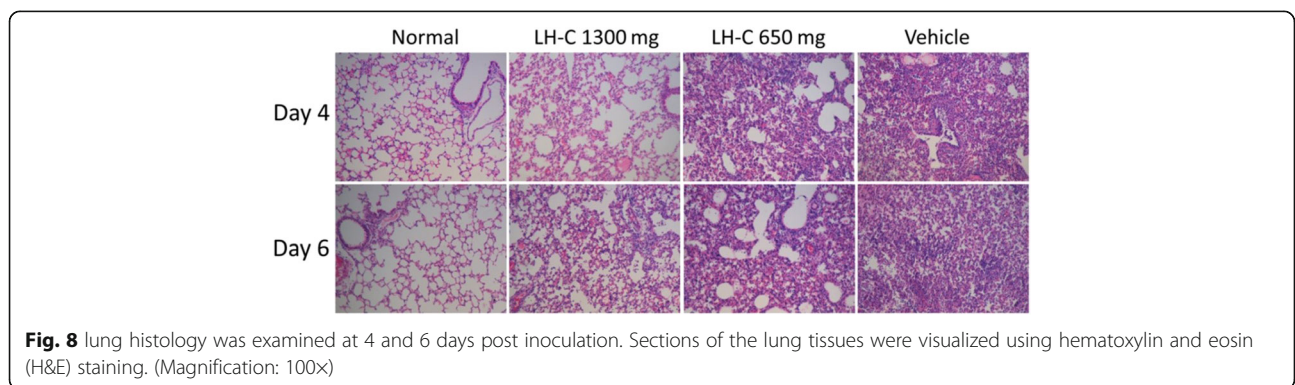 Normal LH-C 1300 mg LH-C 650 mg Vehicle
Day 4
Day 6
Fig. 8 lung histology was examined at 4 and 6 days post inoculation. Sections of the lung tissues were visualized using hematoxylin and eosin
(H&E) staining. (Magnification: 100×)